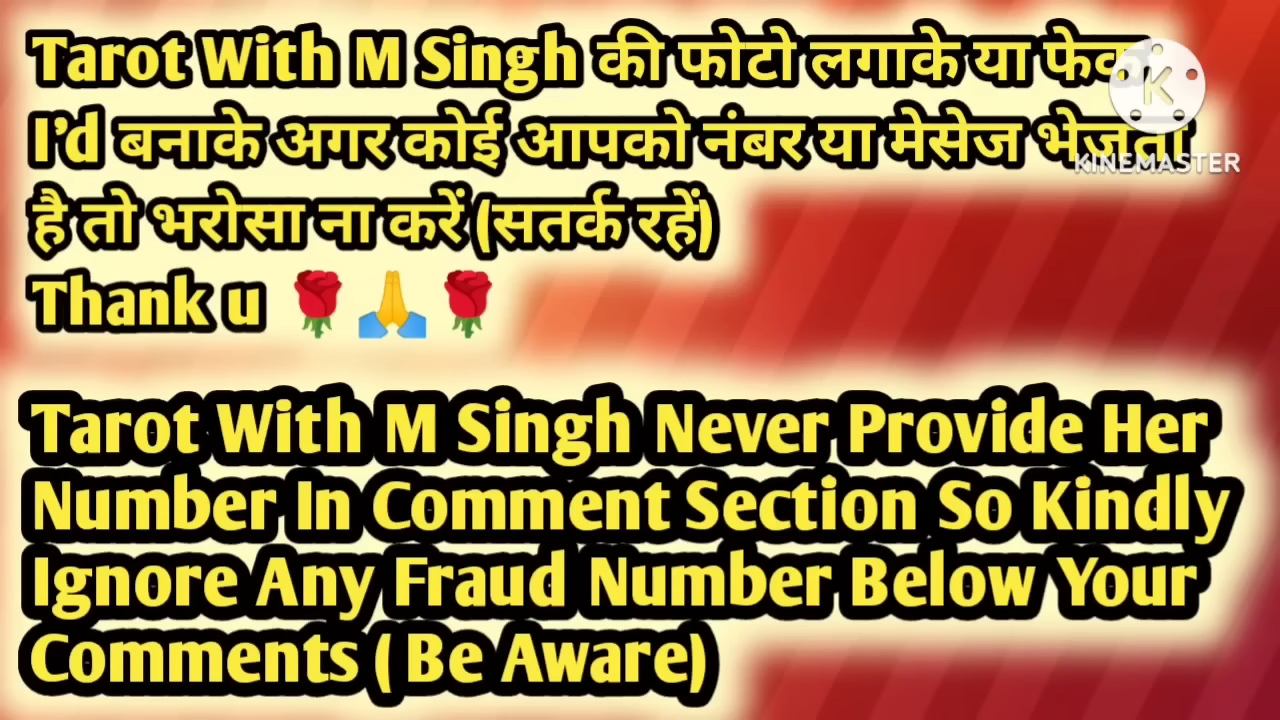 Tarot With M Singh की फोटो लगाके या फेक
I'd बनाके अगर कोई आपको नंबर या मेसेज भेजता
है तो भरोसा ना करें (सतर्क रहें)
Thank u 🌹🙏🌹
Tarot With M Singh Never Provide Her
Number In Comment Section So Kindly
Ignore Any Fraud Number Below Your
Comments ( Be Aware)
K
KINEMASTER